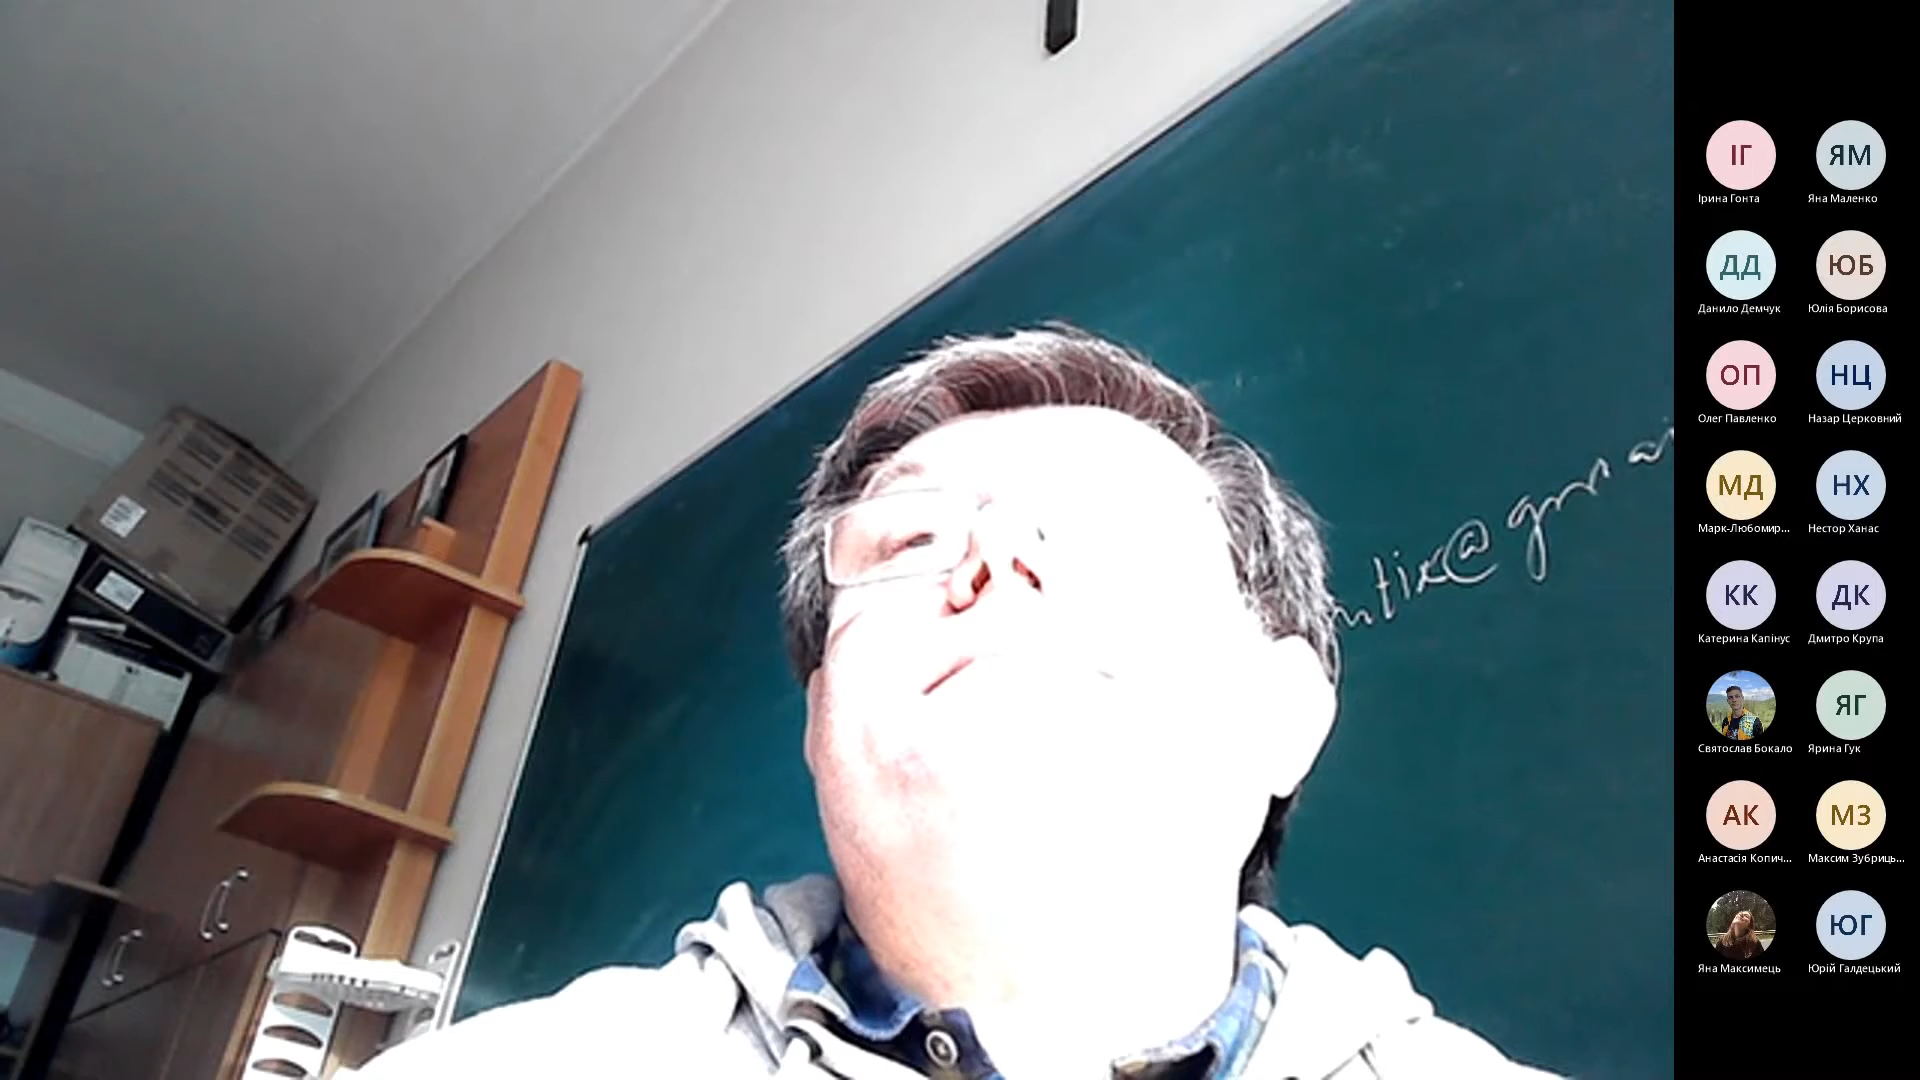 ntix@gmai
ІГ ЯМ
Ірина Гонта Яна Маленко
ДД ЮБ
Данило Демчук Юлія Борисова
ОП НЦ
Олег Павленко Назар Церковний
МД НХ
Марк-Любомир... Нестор Ханас
КК ДК
Катерина Капінус Дмитро Крупа
ЯГ
Святослав Бокало Ярина Гук
АК МЗ
Анастасія Копич... Максим Зубриць...
ЮГ
Яна Максимець Юрій Галдецький